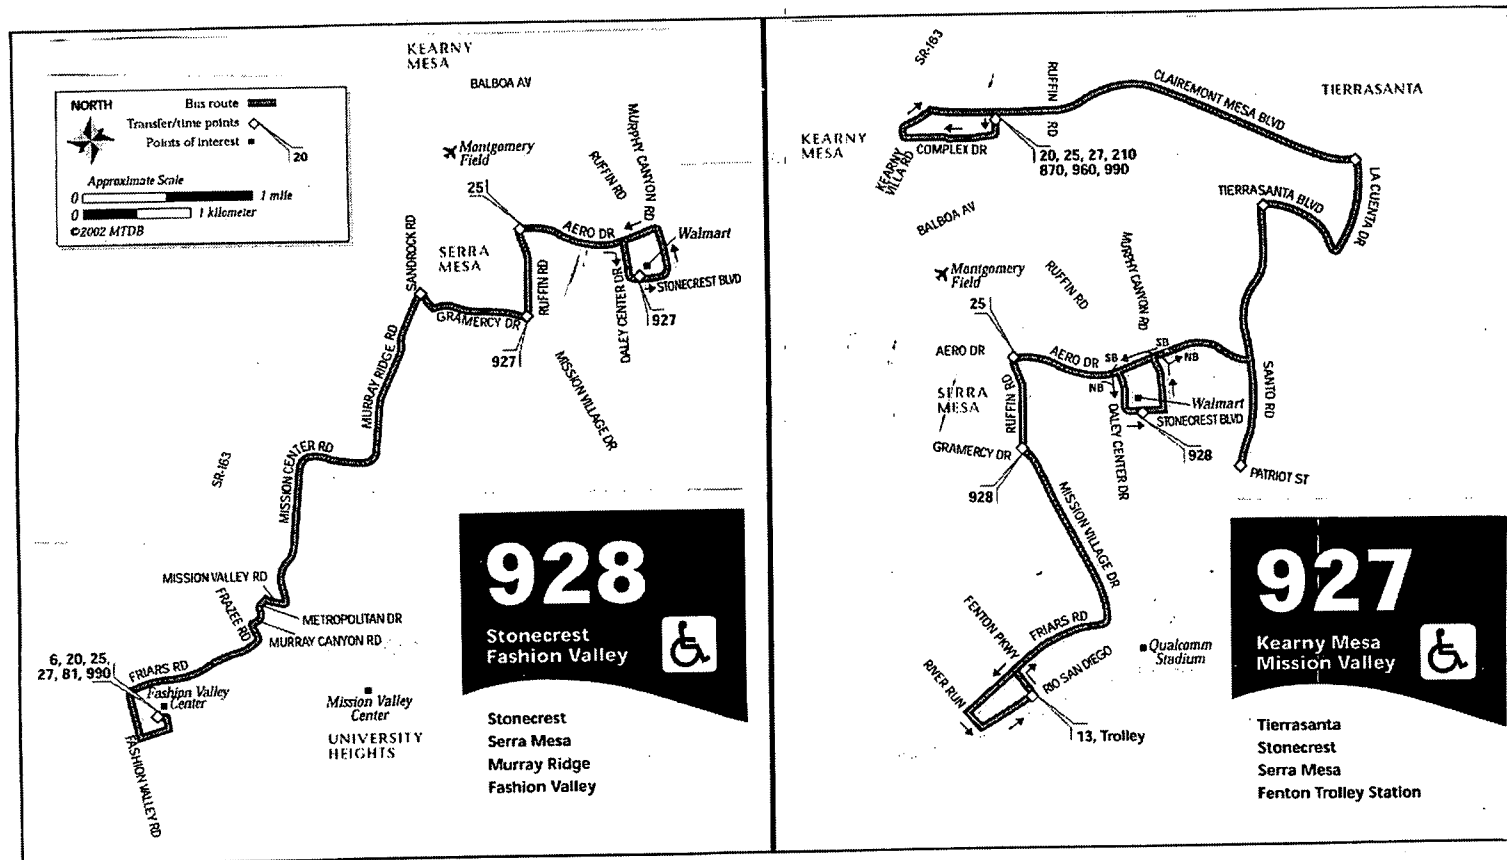 KEARNY
MESA
BALBOA AV
NORTH
Bus route
Transfer/time points
20
Points of interest
Approximate Scale
0
1 mile
0
1 kilometer
©2002 MTDB
Montgomery
Field
MURPHY CANYON RD
RUFFIN RD
25
AERO DR
Walmart
SANDROCK RD
SERRA
MESA
RUFFIN RD
DALEY CENTER DR
STONECREST BLVD
927
GRAMERCY DR
927
MURRAY RIDGE RD
MISSION VILLAGE DR
SR-163
MISSION CENTER RD
MISSION VALLEY RD
FRAZEE RD
METROPOLITAN DR
MURRAY CANYON RD
6, 20, 25,
27, 81, 990
FRIARS RD
Fashion Valley
Center
FASHION VALLEY RD
Mission Valley
Center
UNIVERSITY
HEIGHTS
928
Stonecrest
Fashion Valley
Stonecrest
Serra Mesa
Murray Ridge
Fashion Valley
SR-163
KEARNY
MESA
RUFFIN
RD
CLAIREMONT MESA BLVD
TIERRASANTA
COMPLEX DR
KEARNY
VILLA RD
20, 25, 27, 210
870, 960, 990
LA CUENTA DR
TIERRASANTA BLVD
BALBOA AV
Montgomery
Field
RUFFIN RD
MURPHY CANYON RD
25
AERO DR
AERO DR
SB
SB
NB
NB
SERRA
MESA
RUFFIN RD
Walmart
STONECREST BLVD
DALEY CENTER DR
928
SANTO RD
PATRIOT ST
GRAMERCY DR
928
MISSION VILLAGE DR
FENTON PKWY
FRIARS RD
RIVER RUN
RIO SAN DIEGO
Qualcomm
Stadium
13, Trolley
927
Kearny Mesa
Mission Valley
Tierrasanta
Stonecrest
Serra Mesa
Fenton Trolley Station